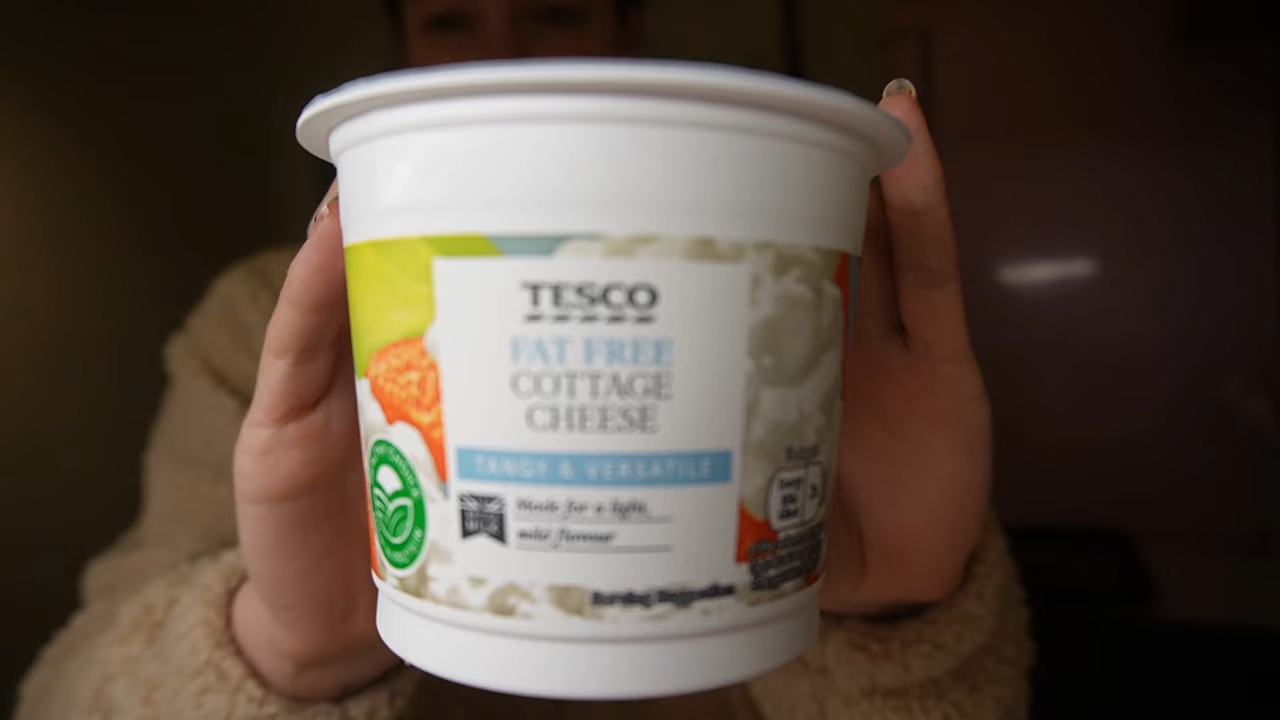 TESCO
FAT FREE
COTTAGE
CHEESE
TANGY & VERSATILE
Made for a light,
mild flavour
Serving Suggestion